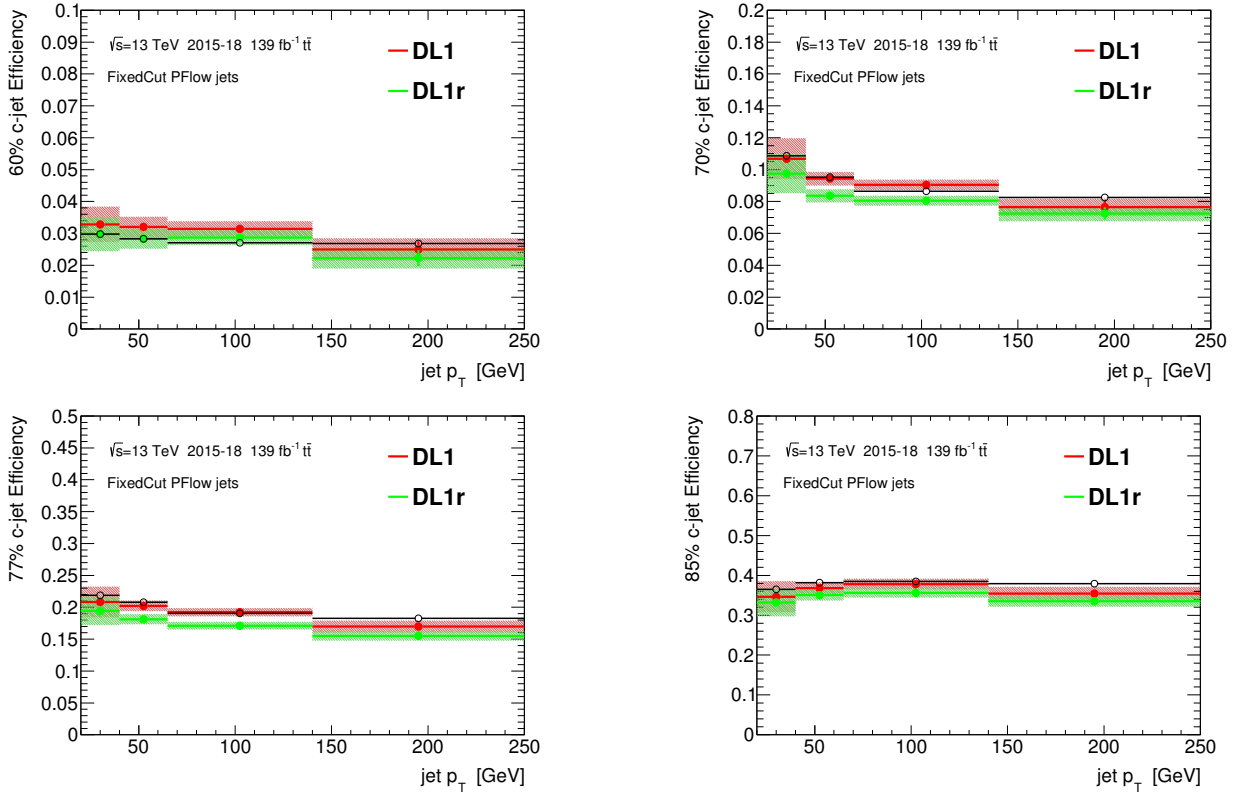 60% c-jet Efficiency
0.1
0.09
0.08
0.07
0.06
0.05
0.04
0.03
0.02
0.01
0
√s=13 TeV 2015-18 139 fb⁻¹ tt̄
FixedCut PFlow jets
DL1
DL1r
50 100 150 200 250
jet p_T [GeV]
70% c-jet Efficiency
0.2
0.18
0.16
0.14
0.12
0.1
0.08
0.06
0.04
0.02
0
√s=13 TeV 2015-18 139 fb⁻¹ tt̄
FixedCut PFlow jets
DL1
DL1r
50 100 150 200 250
jet p_T [GeV]
77% c-jet Efficiency
0.5
0.45
0.4
0.35
0.3
0.25
0.2
0.15
0.1
0.05
0
√s=13 TeV 2015-18 139 fb⁻¹ tt̄
FixedCut PFlow jets
DL1
DL1r
50 100 150 200 250
jet p_T [GeV]
85% c-jet Efficiency
0.8
0.7
0.6
0.5
0.4
0.3
0.2
0.1
0
√s=13 TeV 2015-18 139 fb⁻¹ tt̄
FixedCut PFlow jets
DL1
DL1r
50 100 150 200 250
jet p_T [GeV]